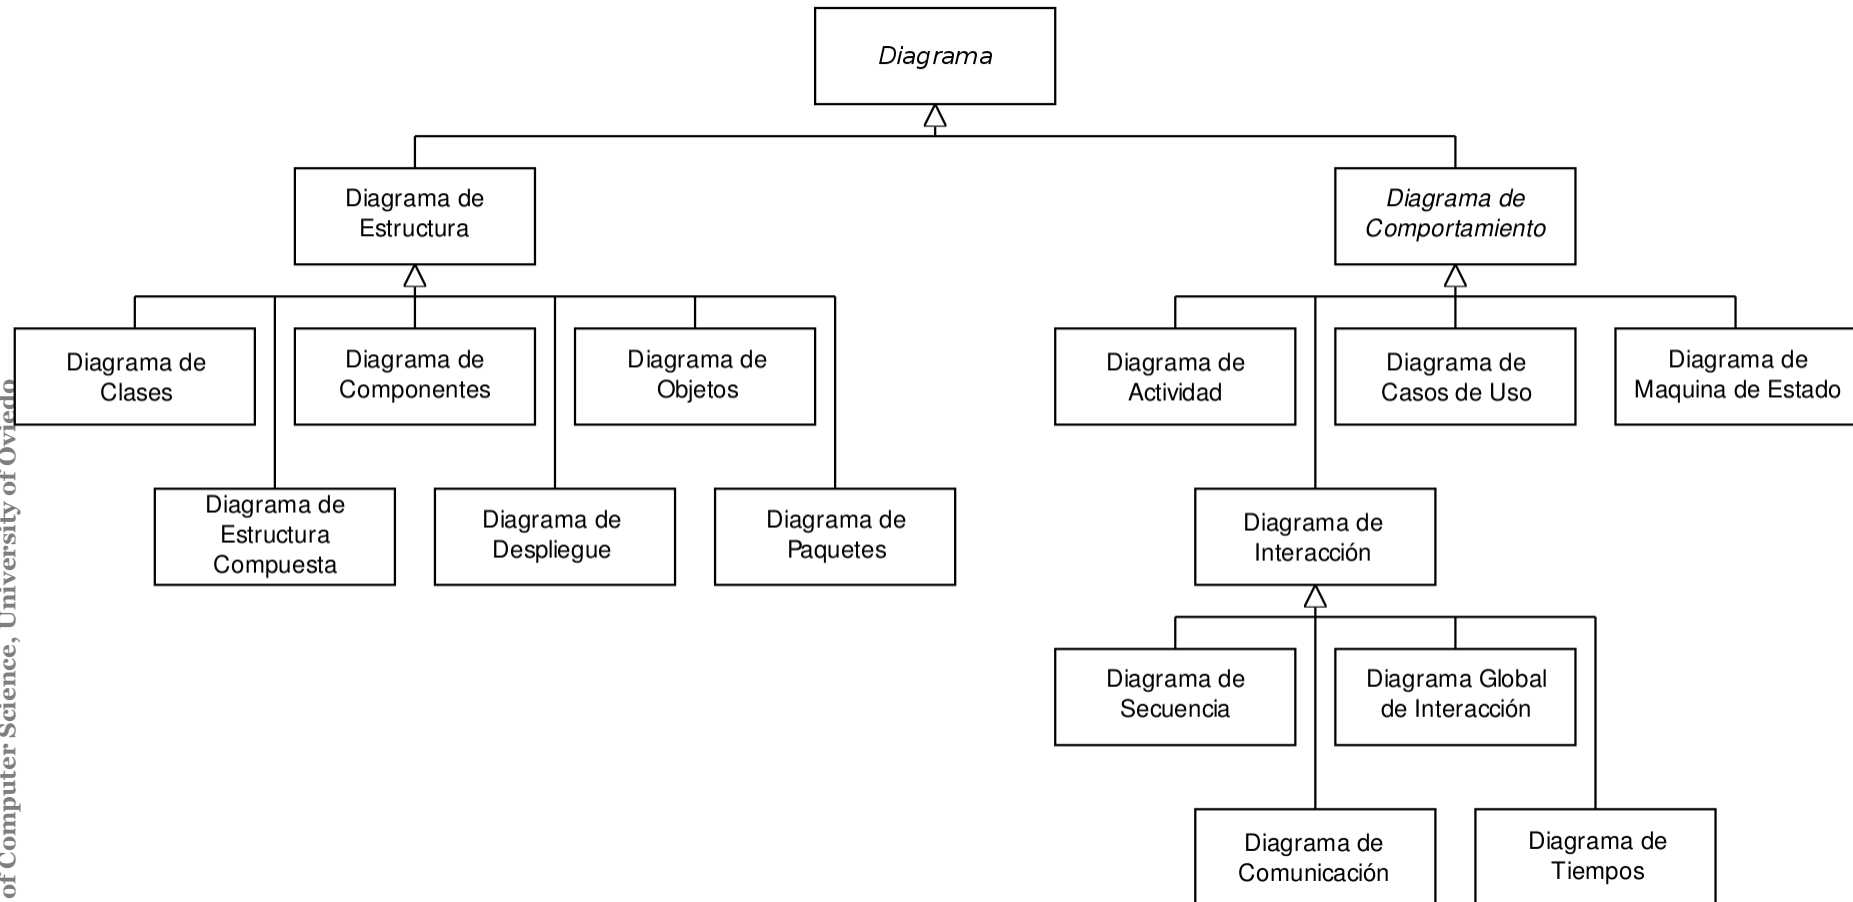 Diagrama
Diagrama de
Estructura
Diagrama de
Comportamiento
Diagrama de
Clases
Diagrama de
Componentes
Diagrama de
Objetos
Diagrama de
Actividad
Diagrama de
Casos de Uso
Diagrama de
Maquina de Estado
Diagrama de
Estructura
Compuesta
Diagrama de
Despliegue
Diagrama de
Paquetes
Diagrama de
Interacción
Diagrama de
Secuencia
Diagrama Global
de Interacción
Diagrama de
Comunicación
Diagrama de
Tiempos
of Computer Science, University of Oviedo